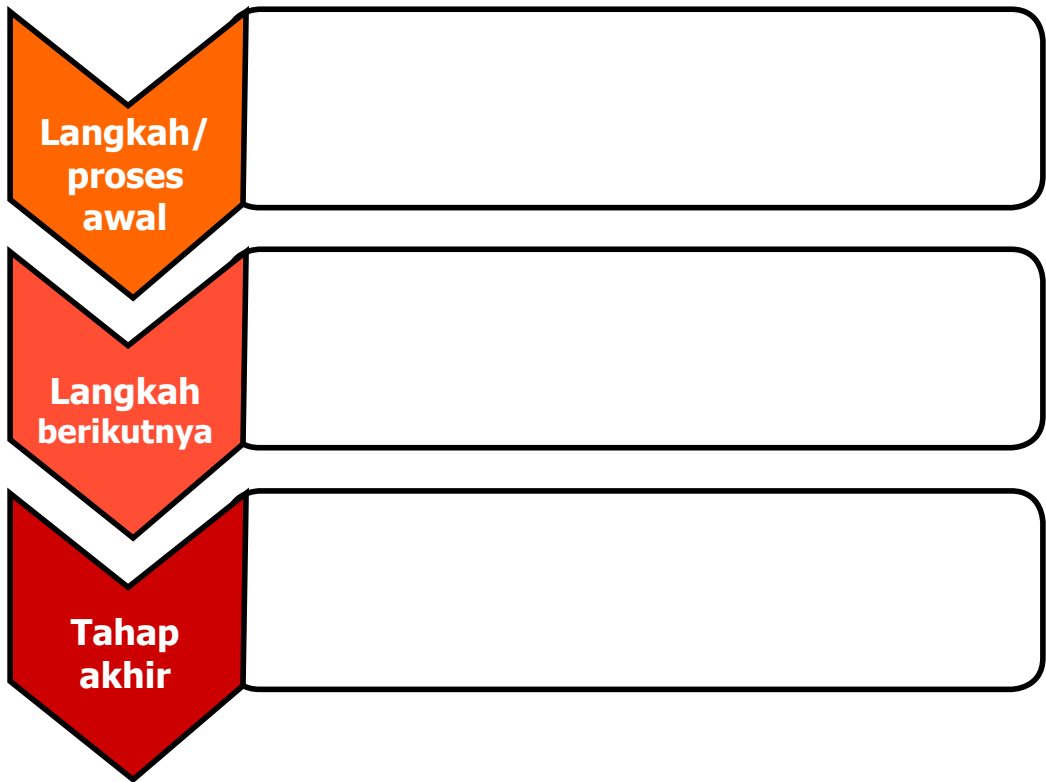 Langkah/
proses
awal
Langkah
berikutnya
Tahap
akhir